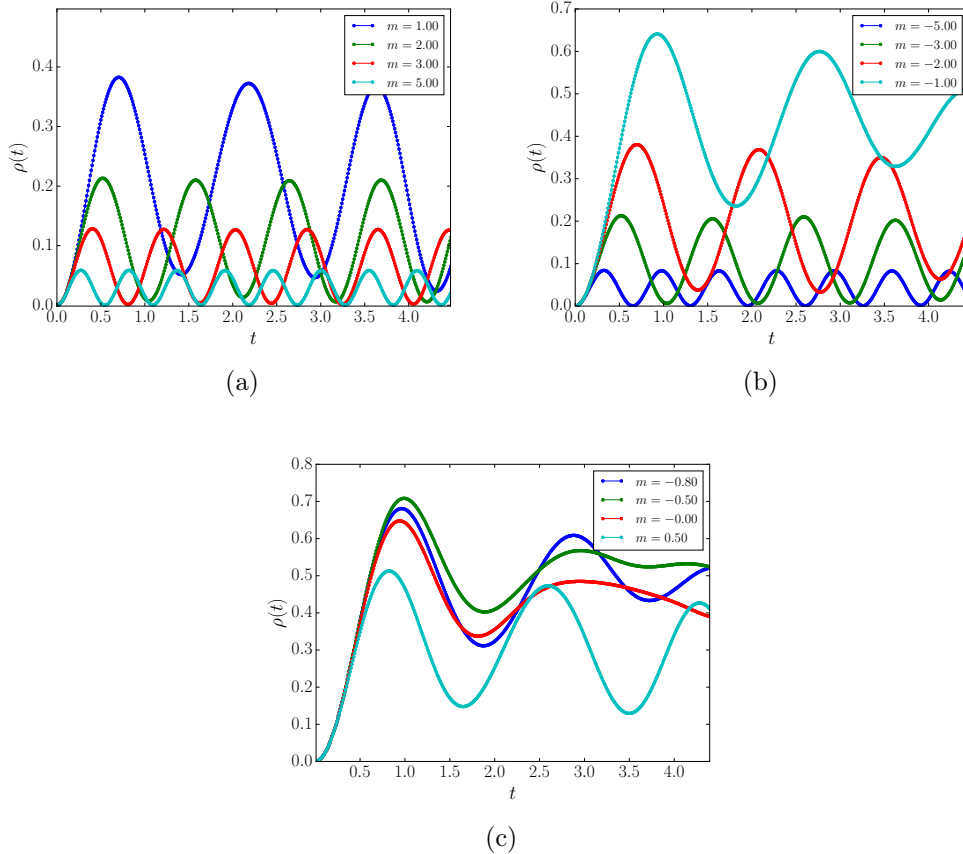 m = 1.00
m = 2.00
m = 3.00
m = 5.00
0.4
0.3
0.2
0.1
0.0
ρ(t)
0.0 0.5 1.0 1.5 2.0 2.5 3.0 3.5 4.0
t
(a)
m = −5.00
m = −3.00
m = −2.00
m = −1.00
0.7
0.6
0.5
0.4
0.3
0.2
0.1
0.0
ρ(t)
0.0 0.5 1.0 1.5 2.0 2.5 3.0 3.5 4.0
t
(b)
m = −0.80
m = −0.50
m = −0.00
m = 0.50
0.8
0.7
0.6
0.5
0.4
0.3
0.2
0.1
0.0
ρ(t)
0.5 1.0 1.5 2.0 2.5 3.0 3.5 4.0
t
(c)